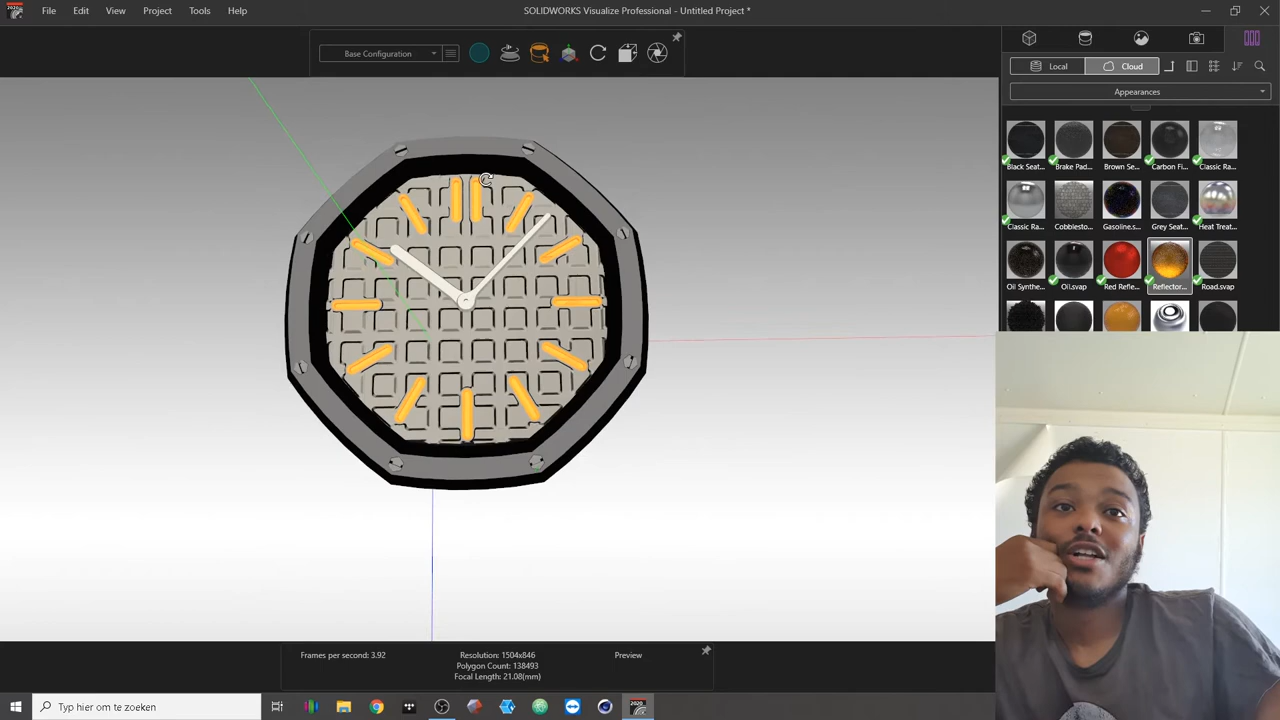 2020
File Edit View Project Tools Help
SOLIDWORKS Visualize Professional - Untitled Project *
Base Configuration
Local Cloud
Appearances
Black Seat... Brake Pad... Brown Se... Carbon Fi... Classic Ra...
Classic Ra... Cobblesto... Gasoline.s... Grey Seat... Heat Treat...
Oil Synthe... Oil.svap Red Refle... Reflector... Road.svap
Frames per second: 3.92
Resolution: 1504x846
Preview
Polygon Count: 138493
Focal Length: 21.08(mm)
Typ hier om te zoeken
2020